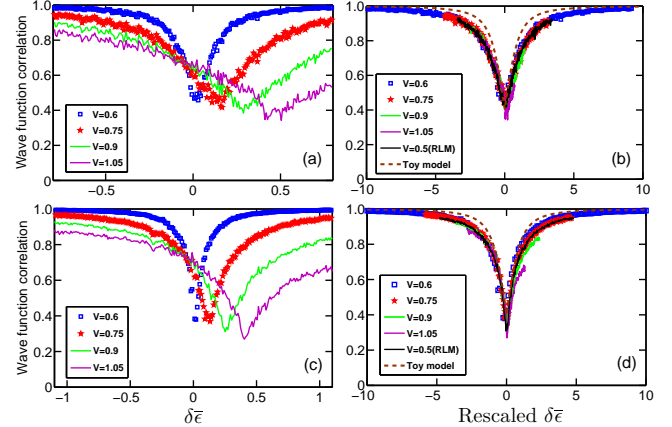 Wave function correlation
1.0
0.8
0.6
0.4
0.2
0
−0.5
0
0.5
V=0.6
V=0.75
V=0.9
V=1.05
(a)
1.0
0.8
0.6
0.4
0.2
0.0
−10
−5
0
5
10
V=0.6
V=0.75
V=0.9
V=1.05
V=0.5(RLM)
Toy model
(b)
Wave function correlation
1.0
0.8
0.6
0.4
0.2
0
−1
−0.5
0
0.5
1
V=0.6
V=0.75
V=0.9
V=1.05
(c)
δε̅
1.0
0.8
0.6
0.4
0.2
0.0
−10
−5
0
5
10
V=0.6
V=0.75
V=0.9
V=1.05
V=0.5(RLM)
Toy model
(d)
Rescaled δε̅